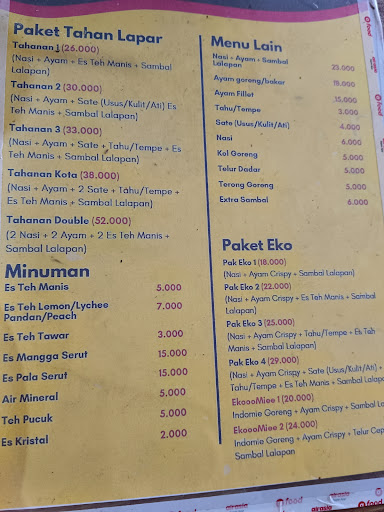 Paket Tahan Lapar
Tahanan 1 (26.000)
(Nasi + Ayam + Es Teh Manis + Sambal
Lalapan)
Tahanan 2 (30.000)
(Nasi + Ayam + Sate (Usus/Kulit/Ati) Es
Teh Manis + Sambal Lalapan)
Tahanan 3 (33.000)
(Nasi + Ayam + Sate + Tahu/Tempe + Es
Teh Manis + Sambal Lalapan)
Tahanan Kota (38.000)
(Nasi + Ayam + 2 Sate + Tahu/Tempe +
Es Teh Manis + Sambal Lalapan)
Tahanan Double (52.000)
(2 Nasi + 2 Ayam + 2 Es Teh Manis +
Sambal Lalapan)
Minuman
Es Teh Manis 5.000
Es Teh Lemon/Lychee 7.000
Pandan/Peach
Es Teh Tawar 3.000
Es Mangga Serut 15.000
Es Pala Serut 15.000
Air Mineral 5.000
Teh Pucuk 5.000
Es Kristal 2.000
Menu Lain
Nasi + Ayam + Sambal
Lalapan 23.000
Ayam goreng/bakar 18.000
Ayam Fillet 15.000
Tahu/Tempe 3.000
Sate (Usus/Kulit/Ati) 4.000
Nasi 6.000
Kol Goreng 5.000
Telur Dadar 5.000
Terong Goreng 5.000
Extra Sambal 6.000
Paket Eko
Pak Eko 1 (18.000)
(Nasi + Ayam Crispy + Sambal Lalapan)
Pak Eko 2 (22.000)
(Nasi + Ayam Crispy + Es Teh Manis + Sambal
Lalapan)
Pak Eko 3 (25.000)
(Nasi + Ayam Crispy + Tahu/Tempe + Es Teh
Manis + Sambal Lalapan)
Pak Eko 4 (29.000)
(Nasi + Ayam Crispy + Sate (Usus/Kulit/Ati) +
Tahu/Tempe + Es Teh Manis + Sambal Lalap
EkoooMiee 1 (20.000)
Indomie Goreng + Ayam Crispy + Sambal La
EkoooMiee 2 (24.000)
Indomie Goreng + Ayam Crispy + Telur Cep
Sambal Lalapan
food
airasia
food
airasia
food